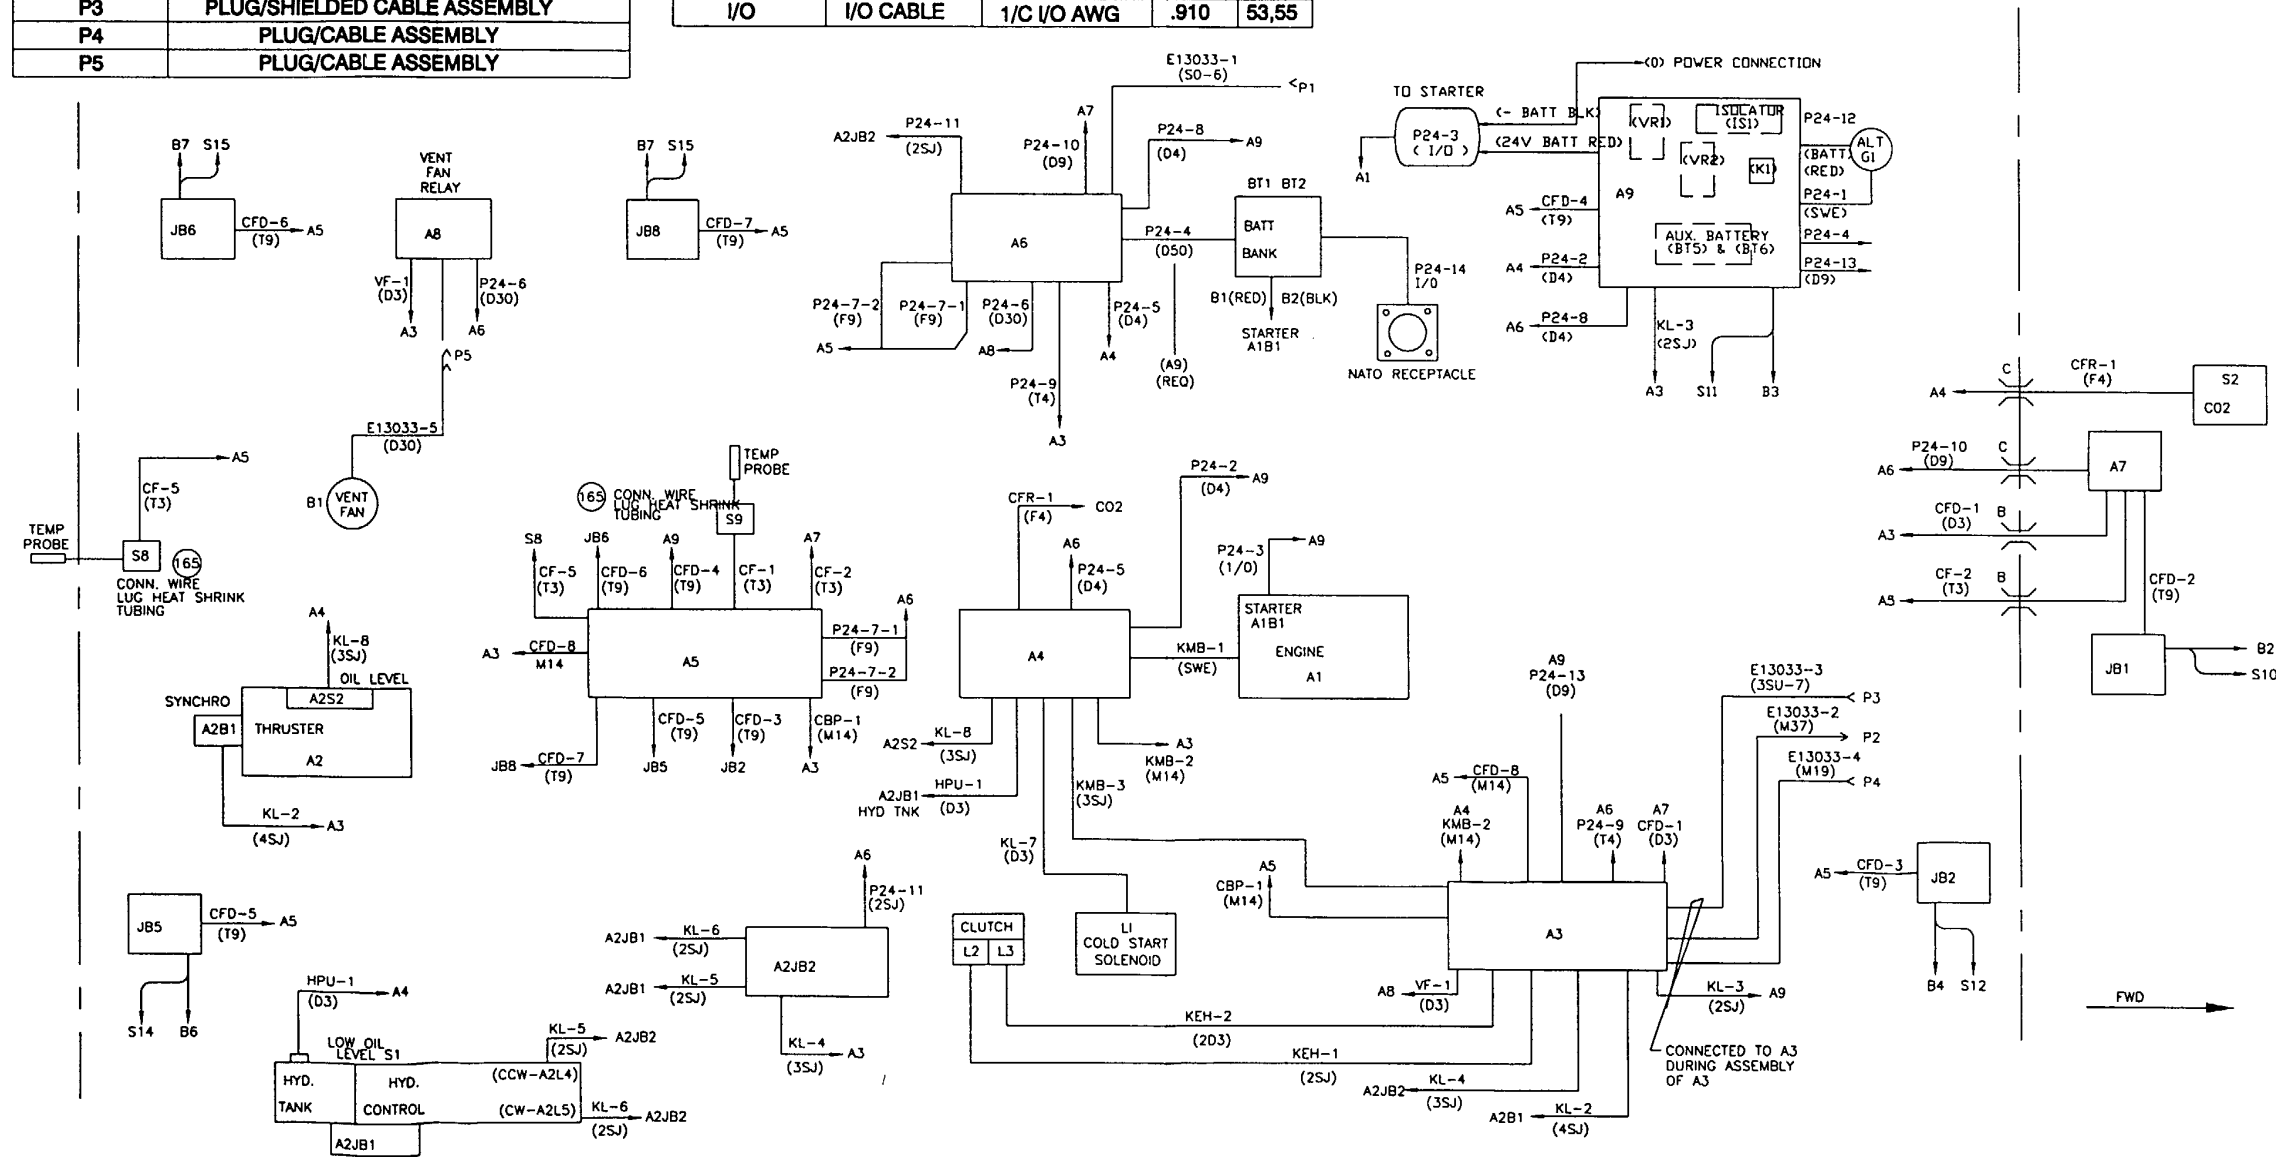 P3 PLUG/SHIELDED CABLE ASSEMBLY
P4 PLUG/CABLE ASSEMBLY
P5 PLUG/CABLE ASSEMBLY
I/O I/O CABLE 1/C I/O AWG .910 53,55
B7 S15
JB6
CFD-6
(T9)
A5
VENT
FAN
RELAY
A8
VF-1
(D3)
A3
P24-6
(D30)
A6
P5
E13033-5
(D30)
B1
VENT
FAN
B7 S15
JB8
CFD-7
(T9)
A5
A2JB2
P24-11
(2SJ)
A7
P24-10
(D9)
E13033-1
(SO-6)
<P1
P24-8
(D4)
A9
A6
P24-4
(D50)
(A9)
(REQ)
P24-7-2
(F9)
P24-7-1
(F9)
A5
P24-6
(D30)
A8
P24-9
(T4)
A3
P24-5
(D4)
A4
BT1 BT2
BATT
BANK
B1(RED) B2(BLK)
STARTER
A1B1
P24-14
I/0
NATO RECEPTACLE
TO STARTER
P24-3
( I/0 )
A1
(0) POWER CONNECTION
(- BATT BLK)
(24V BATT RED)
(VR1)
ISOLATOR
(IS1)
(VR2)
(K1)
A9
AUX. BATTERY
(BT5) & (BT6)
P24-12
(BATT)
(RED)
ALT
G1
P24-1
(SWE)
P24-4
P24-13
(D9)
A5
CFD-4
(T9)
A4
P24-2
(D4)
A6
P24-8
(D4)
KL-3
(2SJ)
A3
S11
B3
A4
C
CFR-1
(F4)
S2
CO2
A6
P24-10
(D9)
C
A7
A3
CFD-1
(D3)
B
A5
CF-2
(T3)
B
CFD-2
(T9)
JB1
B2
S10
A5
CF-5
(T3)
TEMP
PROBE
S8
165
CONN. WIRE
LUG HEAT SHRINK
TUBING
A4
KL-8
(3SJ)
OIL LEVEL
A2S2
SYNCHRO
A2B1
THRUSTER
A2
KL-2
(4SJ)
A3
165
CONN. WIRE
LUG HEAT SHRINK
TUBING
TEMP
PROBE
S9
S8
CF-5
(T3)
JB6
CFD-6
(T9)
A9
CFD-4
(T9)
CF-1
(T3)
A7
CF-2
(T3)
A3
CFD-8
M14
A5
A6
P24-7-1
(F9)
P24-7-2
(F9)
JB8
CFD-7
(T9)
CFD-5
(T9)
JB5
CFD-3
(T9)
JB2
CBP-1
(M14)
A3
CFR-1
(F4)
CO2
A6
P24-5
(D4)
P24-2
(D4)
A9
A4
P24-3
(1/0)
A9
STARTER
A1B1
ENGINE
A1
KMB-1
(SWE)
A2S2
KL-8
(3SJ)
A2JB1
HYD TNK
HPU-1
(D3)
KMB-3
(3SJ)
A3
KMB-2
(M14)
KL-7
(D3)
L1
COLD START
SOLENOID
CLUTCH
L2 L3
A9
P24-13
(D9)
E13033-3
(3SU-7)
< P3
E13033-2
(M37)
P2
E13033-4
(M19)
< P4
A5
CFD-8
(M14)
A4
KMB-2
(M14)
A6
P24-9
(T4)
A7
CFD-1
(D3)
A5
CBP-1
(M14)
A3
A8
VF-1
(D3)
KL-3
(2SJ)
A9
KEH-2
(2D3)
KEH-1
(2SJ)
A2JB2
KL-4
(3SJ)
A2B1
KL-2
(4SJ)
CONNECTED TO A3
DURING ASSEMBLY
OF A3
A5
CFD-3
(T9)
JB2
B4 S12
FWD
JB5
CFD-5
(T9)
A5
S14 B6
HPU-1
(D3)
A4
LOW OIL
LEVEL S1
HYD.
TANK
HYD.
CONTROL
(CCW-A2L4)
(CW-A2L5)
A2JB1
KL-5
(2SJ)
A2JB2
KL-6
(2SJ)
A2JB2
A6
P24-11
(2SJ)
A2JB1
KL-6
(2SJ)
A2JB1
KL-5
(2SJ)
A2JB2
KL-4
(3SJ)
A3